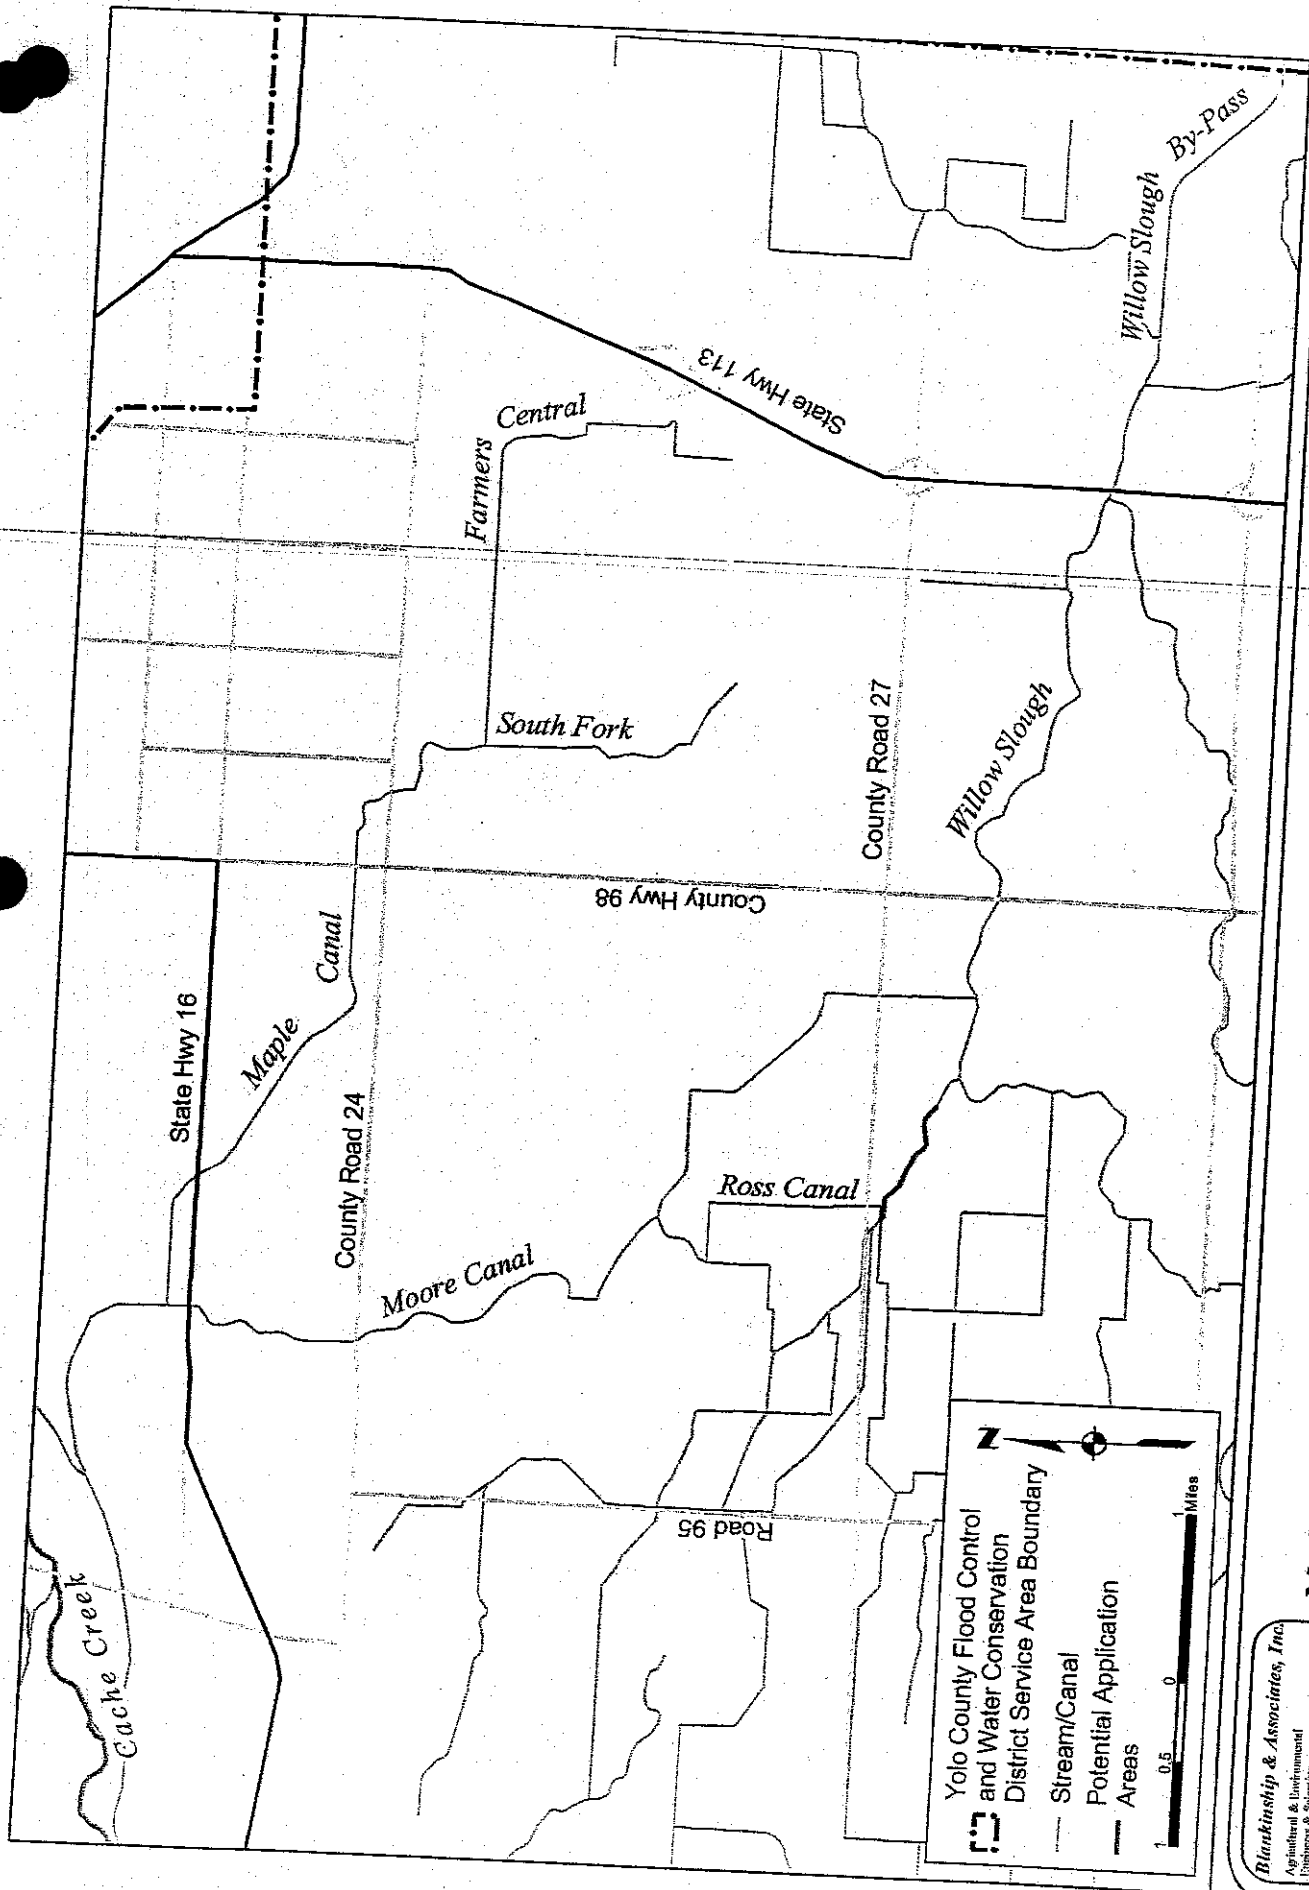 Cache Creek
State Hwy 16
Maple Canal
County Road 24
Moore Canal
Road 95
Ross Canal
County Hwy 98
South Fork
Farmers Central
State Hwy 113
County Road 27
Willow Slough
Willow Slough By-Pass
Yolo County Flood Control
and Water Conservation
District Service Area Boundary
Stream/Canal
Potential Application
Areas
N
1 0.5 0 1 Miles
Blankinship & Associates, Inc.
Agricultural & Environmental